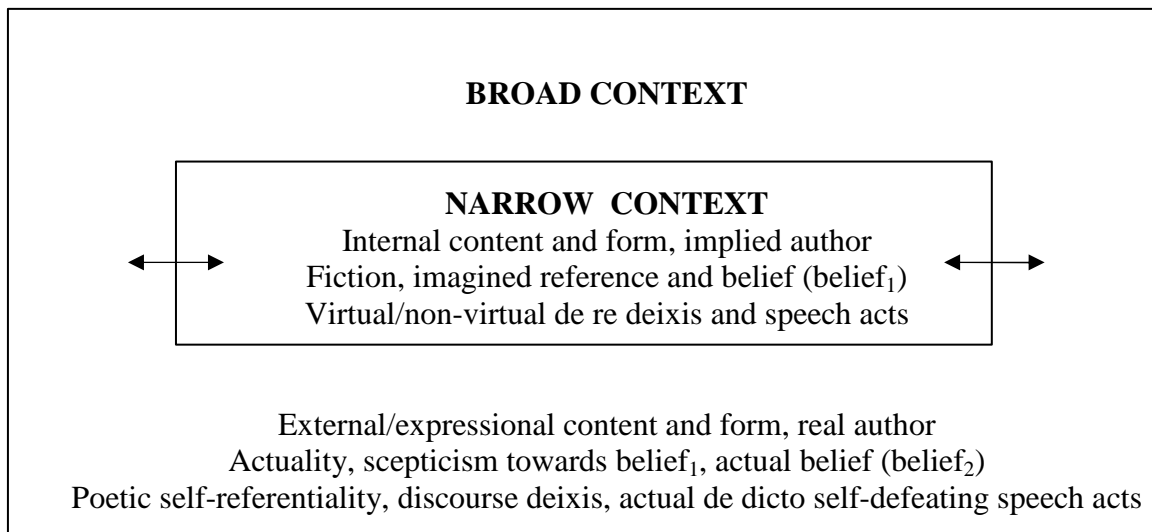 BROAD CONTEXT
NARROW CONTEXT
Internal content and form, implied author
Fiction, imagined reference and belief (belief₁)
Virtual/non-virtual de re deixis and speech acts
External/expressional content and form, real author
Actuality, scepticism towards belief₁, actual belief (belief₂)
Poetic self-referentiality, discourse deixis, actual de dicto self-defeating speech acts